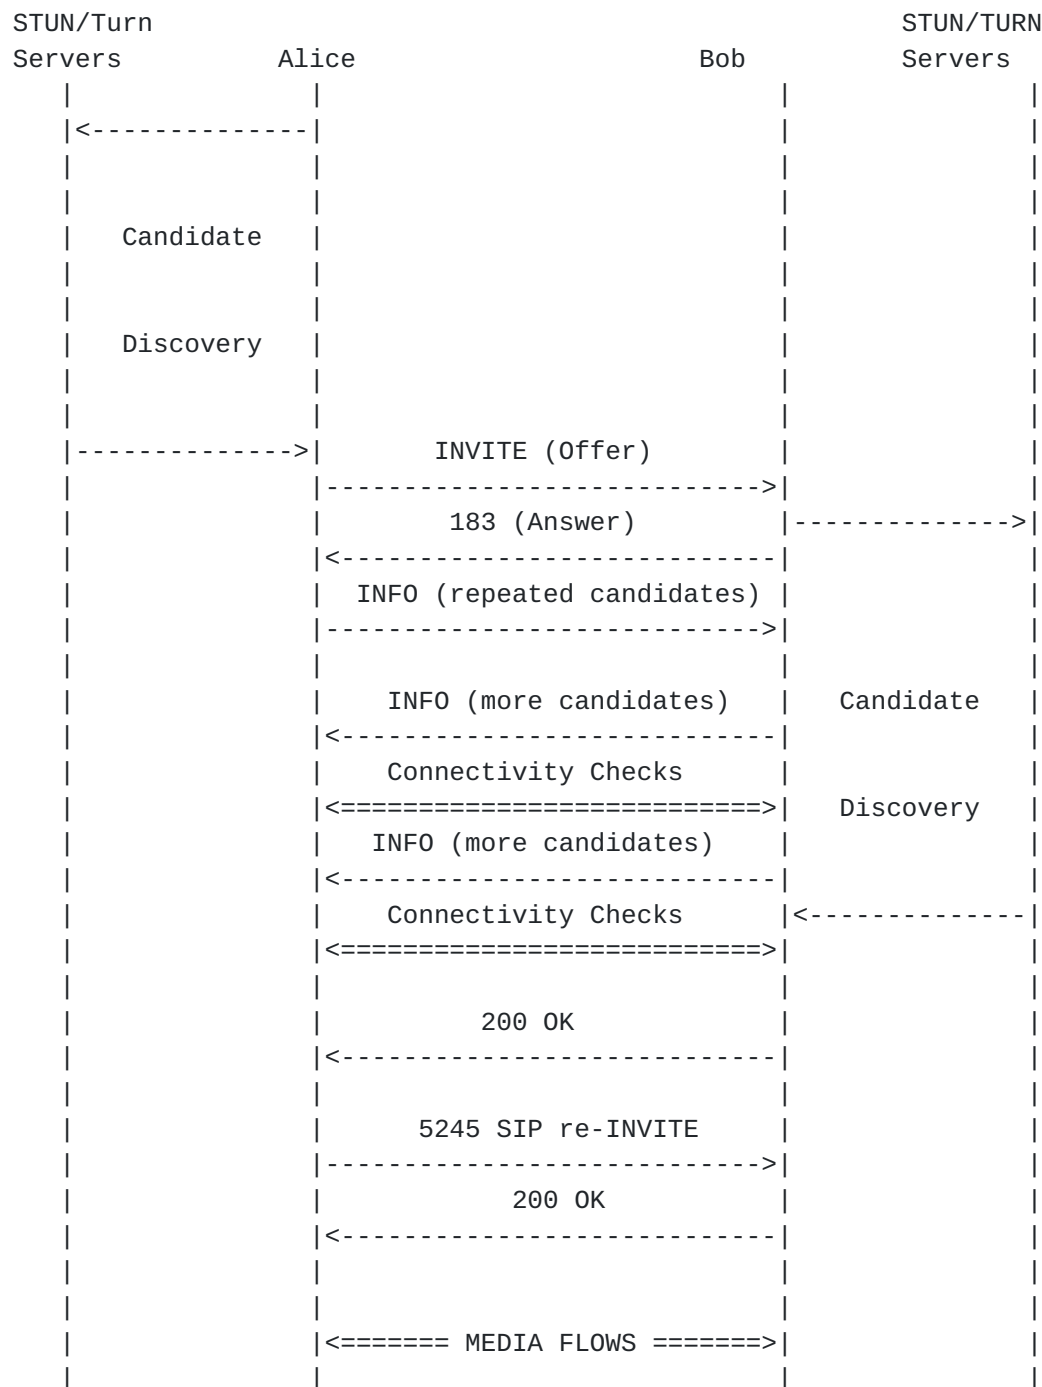 STUN/Turn                                                STUN/TURN
Servers          Alice                      Bob          Servers
    |               |                             |               |
    |<--------------|                             |               |
    |               |                             |               |
    |               |                             |               |
    |   Candidate   |                             |               |
    |               |                             |               |
    |               |                             |               |
    |   Discovery   |                             |               |
    |               |                             |               |
    |               |                             |               |
    |-------------->|       INVITE (Offer)        |               |
    |               |---------------------------->|               |
    |               |        183 (Answer)         |-------------->|
    |               |<----------------------------|               |
    |               |  INFO (repeated candidates) |               |
    |               |---------------------------->|               |
    |               |                             |               |
    |               |    INFO (more candidates)   |   Candidate   |
    |               |<----------------------------|               |
    |               |    Connectivity Checks      |               |
    |               |<===========================>|   Discovery   |
    |               |   INFO (more candidates)    |               |
    |               |<----------------------------|               |
    |               |    Connectivity Checks      |<--------------|
    |               |<===========================>|               |
    |               |                             |               |
    |               |          200 OK             |               |
    |               |<----------------------------|               |
    |               |                             |               |
    |               |      5245 SIP re-INVITE     |               |
    |               |---------------------------->|               |
    |               |            200 OK           |               |
    |               |<----------------------------|               |
    |               |                             |               |
    |               |                             |               |
    |               |<======= MEDIA FLOWS =======>|               |
    |               |                             |               |